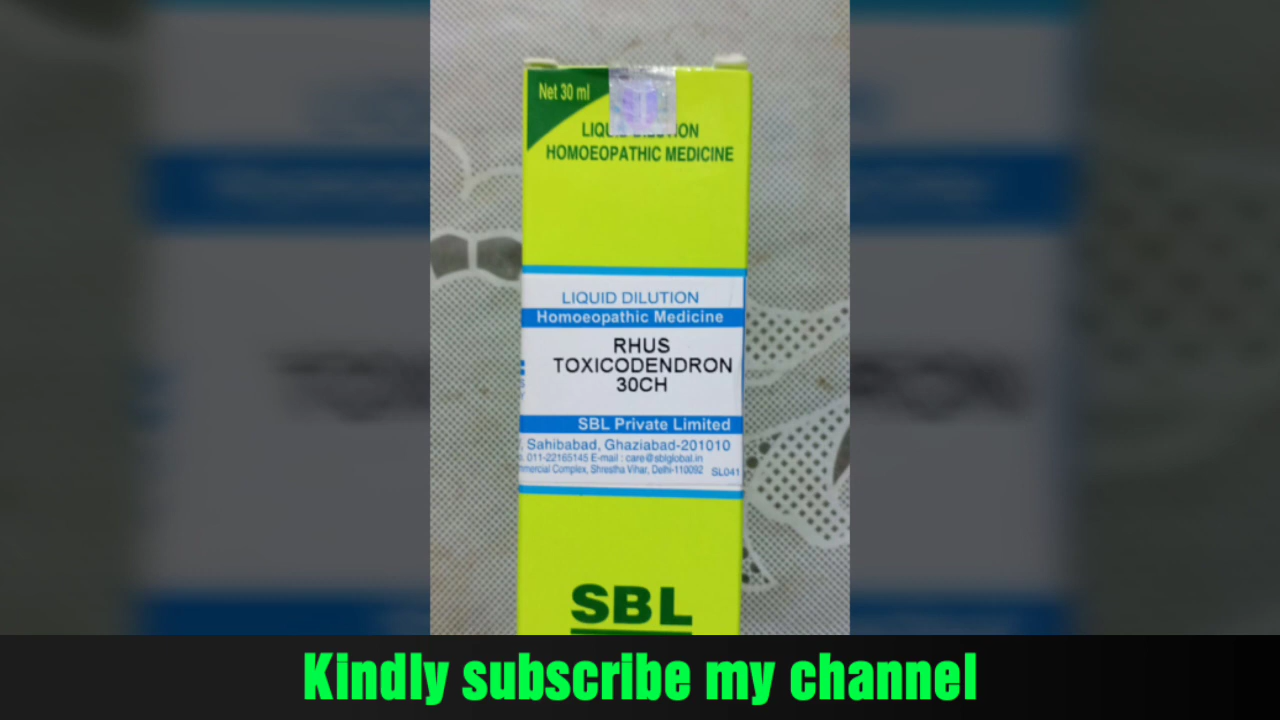 Net 30 ml
HOMOEOPATHIC MEDICINE
LIQUID DILUTION
Homoeopathic Medicine
RHUS
TOXICODENDRON
30CH
SBL Private Limited
Sahibabad, Ghaziabad-201010
011-22165145 E-mail : care@sblglobal.in
Complex, Shrestha Vihar, Delhi-110092 SL041
SBL
Kindly subscribe my channel